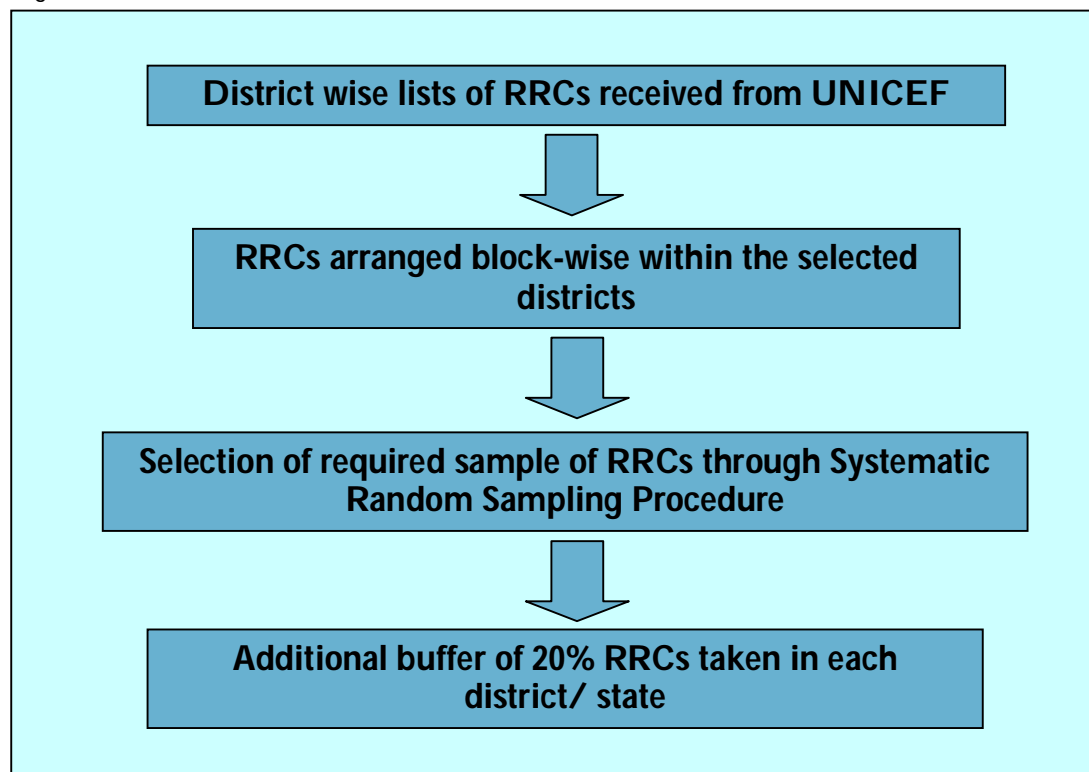 District wise lists of RRCs received from UNICEF
RRCs arranged block-wise within the selected
districts
Selection of required sample of RRCs through Systematic
Random Sampling Procedure
Additional buffer of 20% RRCs taken in each
district/ state